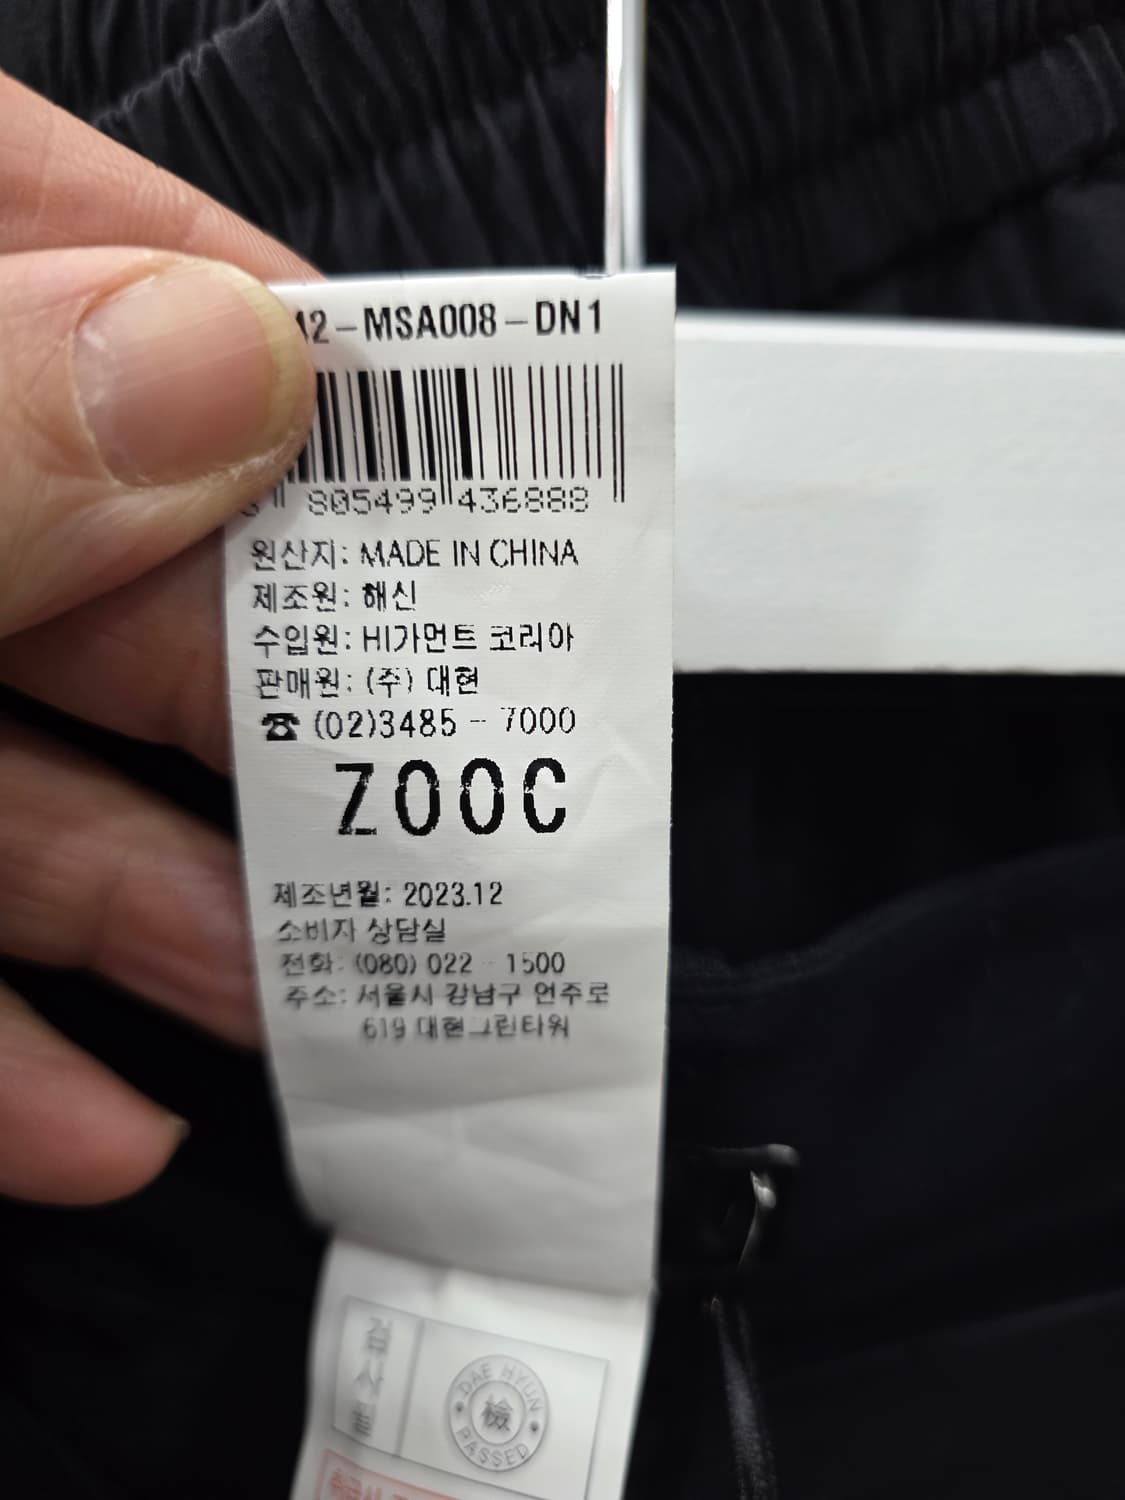 12-MSA008-DN1
805499 436888
원산지: MADE IN CHINA
제조원: 해신
수입원: HI가먼트 코리아
판매원: (주) 대현
☎ (02)3485-7000
ZOOC
제조년월: 2023.12
소비자 상담실
전화: (080) 022-1500
주소: 서울시 강남구 언주로
619 대현그린타워
검사필
DAE HYUN
檢
PASSED